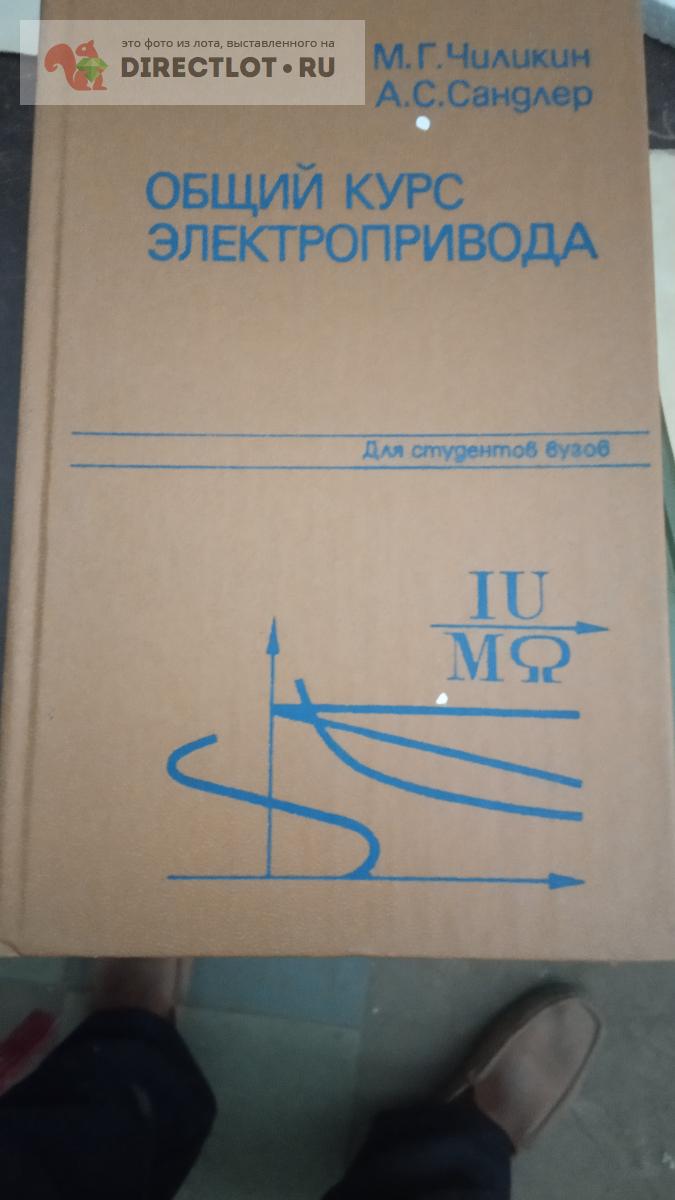 это фото из лота, выставленного на
DIRECTLOT.RU
М.Г.Чиликин
А.С.Сандлер
ОБЩИЙ КУРС
ЭЛЕКТРОПРИВОДА
Для студентов вузов
IU
MΩ